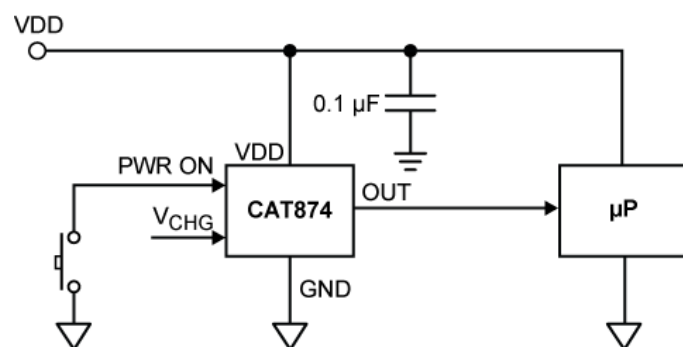 VDD
0.1 µF
VDD
PWR ON
OUT
CAT874
µP
VCHG
GND